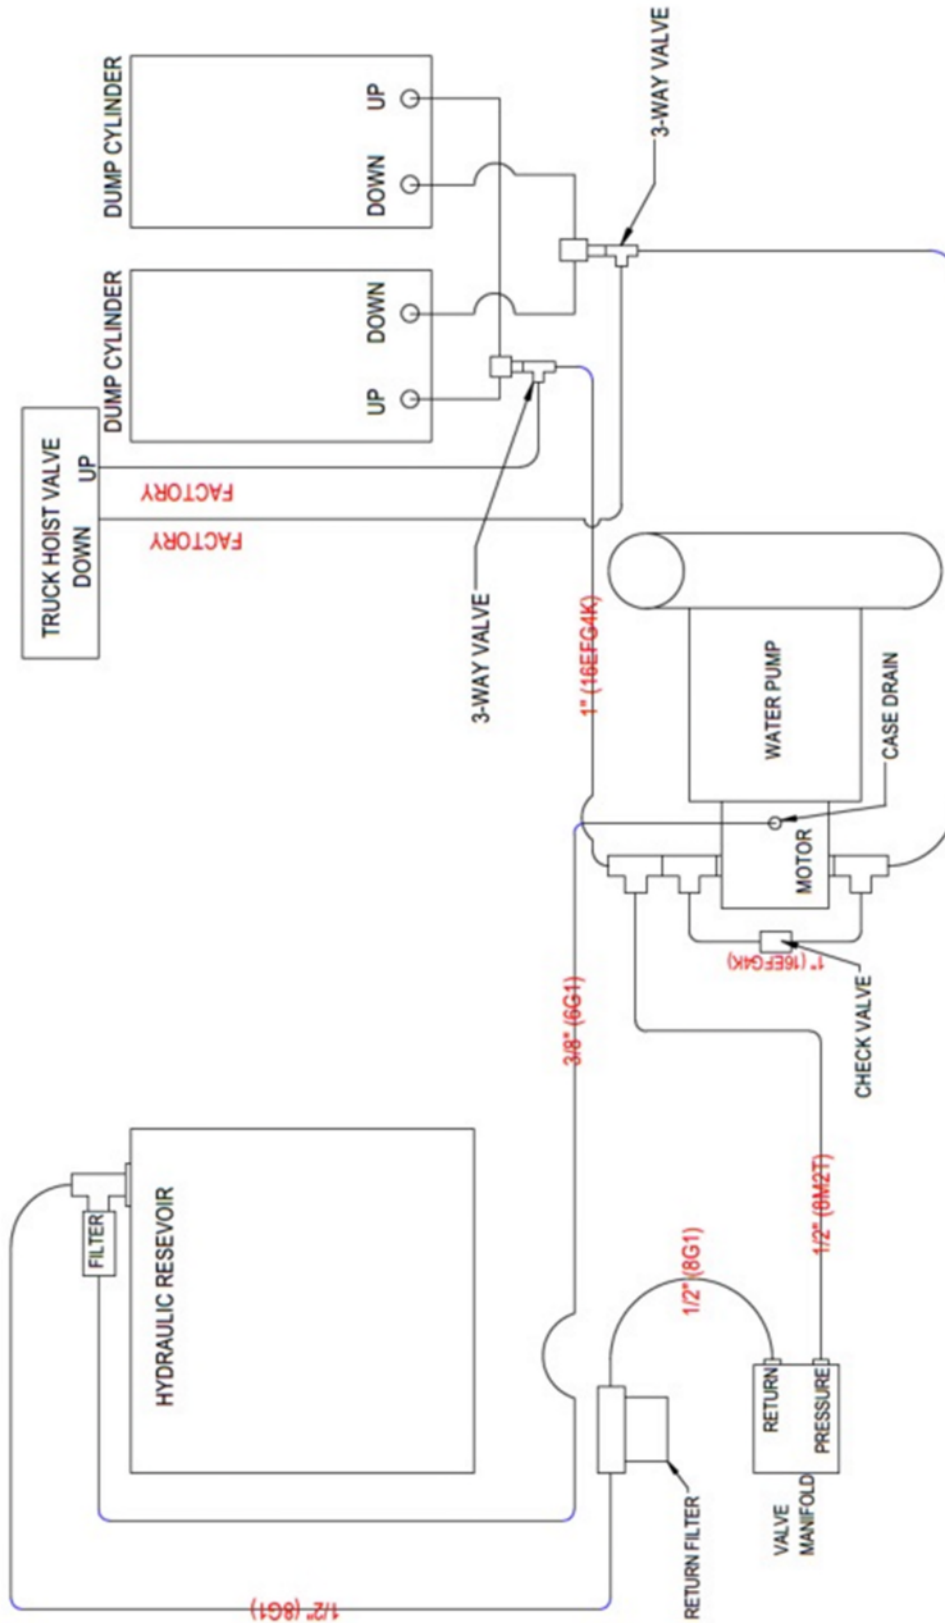 DUMP CYLINDER
UP
DOWN
3-WAY VALVE
DUMP CYLINDER
DOWN
UP
TRUCK HOIST VALVE
UP
DOWN
FACTORY
FACTORY
3-WAY VALVE
1" (16EFG4K)
WATER PUMP
CASE DRAIN
MOTOR
1" (16EFG4K)
CHECK VALVE
3/8" (6G1)
FILTER
HYDRAULIC RESEVOIR
1/2" (8G1)
1/2" (8M2T)
RETURN
PRESSURE
VALVE
MANIFOLD
RETURN FILTER
1/2" (8G1)